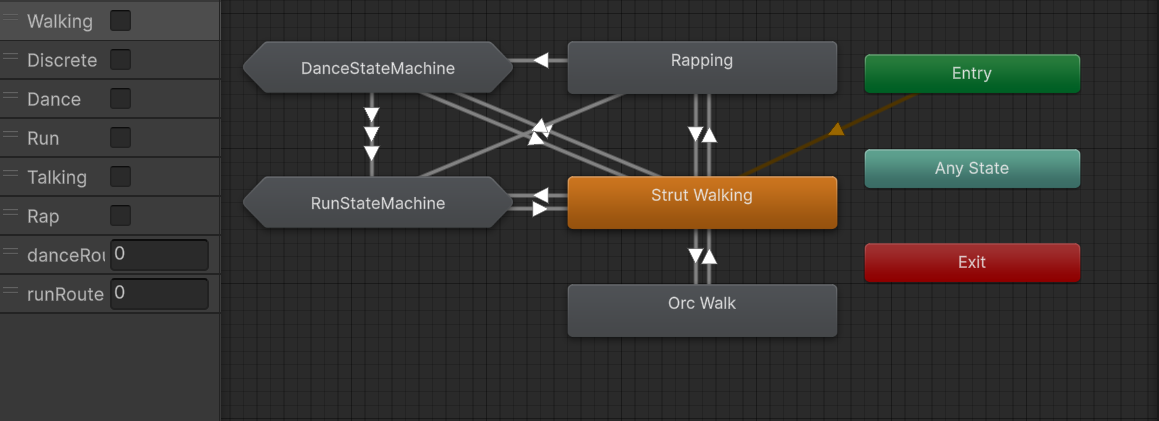 Walking
Discrete
Dance
Run
Talking
Rap
danceRou 0
runRoute 0
DanceStateMachine
Rapping
Entry
Any State
RunStateMachine
Strut Walking
Exit
Orc Walk